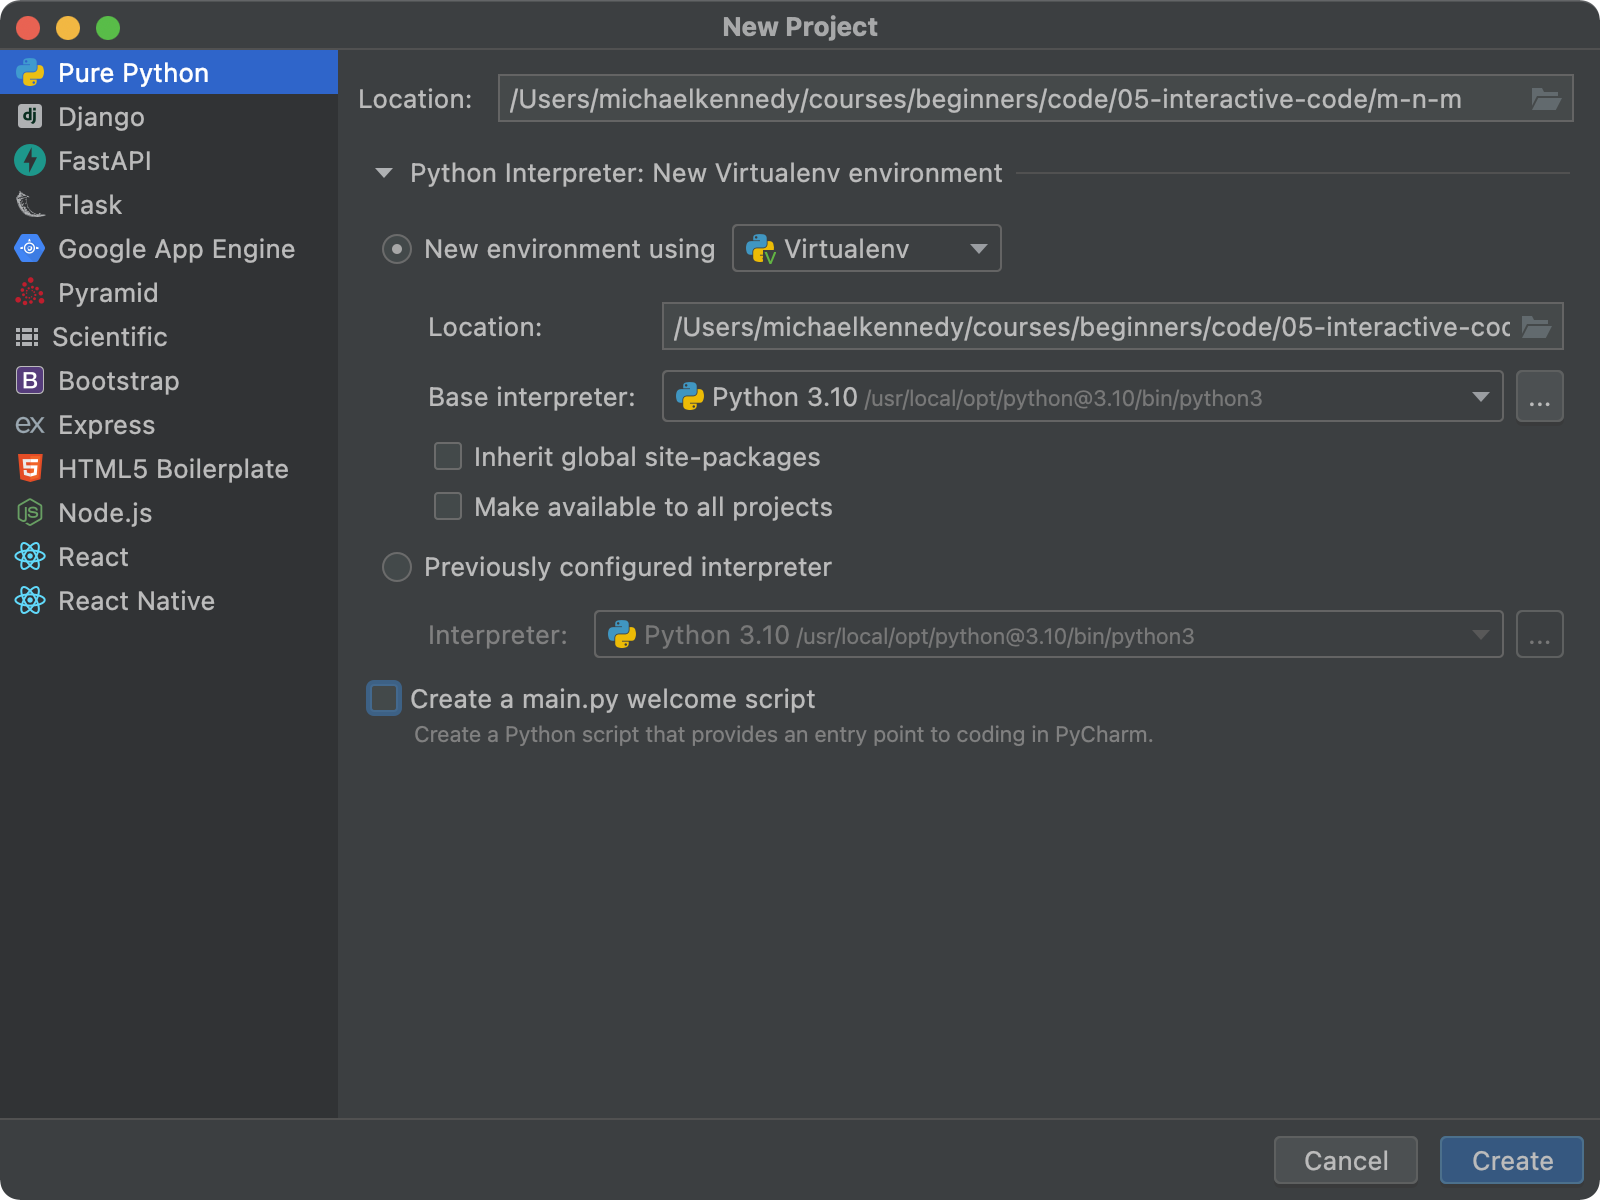 New Project
Pure Python
Django
FastAPI
Flask
Google App Engine
Pyramid
Scientific
Bootstrap
Express
HTML5 Boilerplate
Node.js
React
React Native
Location: /Users/michaelkennedy/courses/beginners/code/05-interactive-code/m-n-m
Python Interpreter: New Virtualenv environment
New environment using Virtualenv
Location: /Users/michaelkennedy/courses/beginners/code/05-interactive-coc
Base interpreter: Python 3.10 /usr/local/opt/python@3.10/bin/python3 ...
Inherit global site-packages
Make available to all projects
Previously configured interpreter
Interpreter: Python 3.10 /usr/local/opt/python@3.10/bin/python3 ...
Create a main.py welcome script
Create a Python script that provides an entry point to coding in PyCharm.
Cancel Create